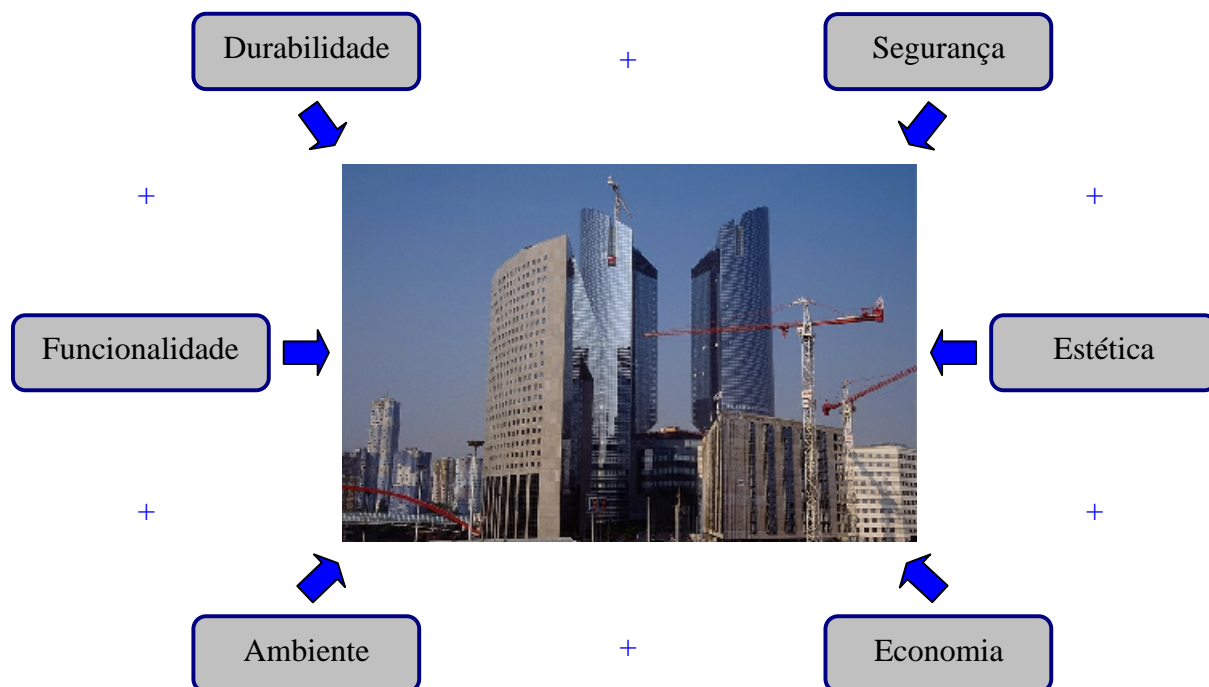 Durabilidade
+
Segurança
+
+
Funcionalidade
Estética
+
+
Ambiente
+
Economia